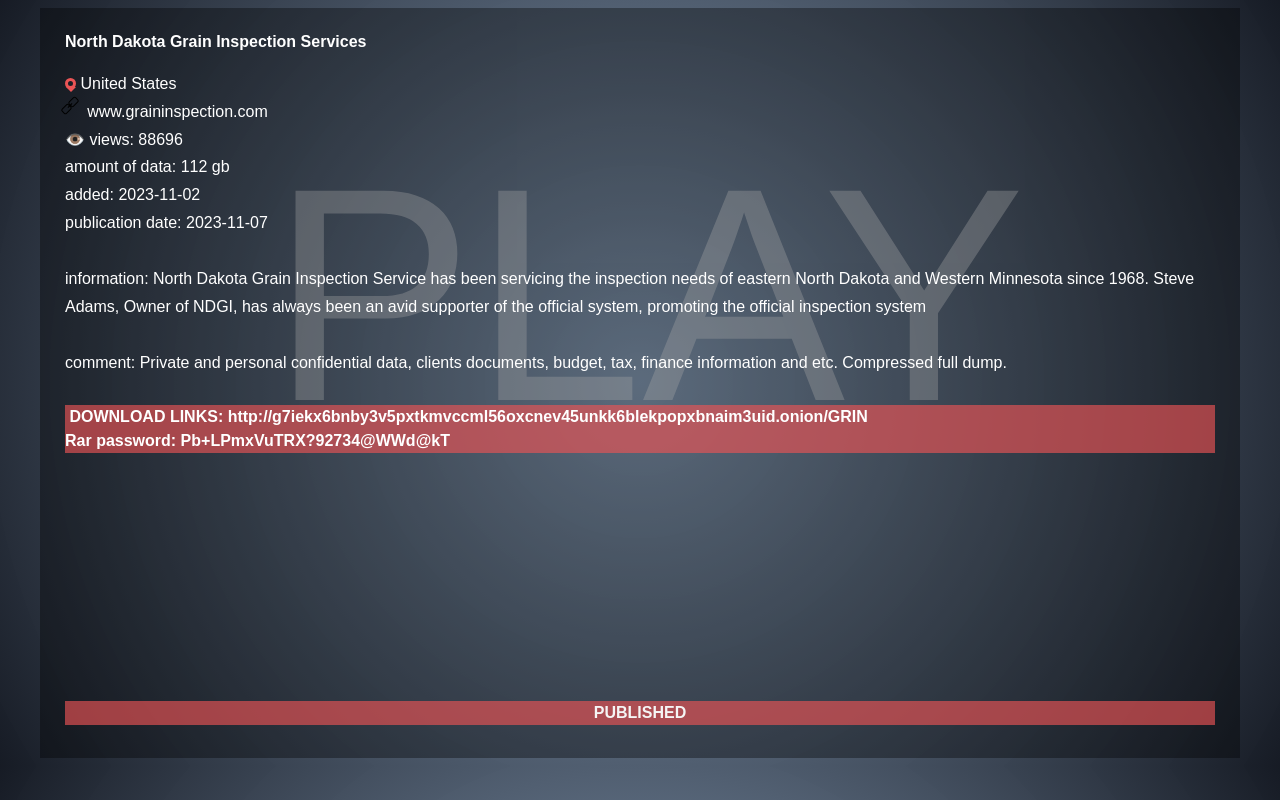 North Dakota Grain Inspection Services
United States
www.graininspection.com
views: 88696
amount of data: 112 gb
added: 2023-11-02
publication date: 2023-11-07
PLAY
information: North Dakota Grain Inspection Service has been servicing the inspection needs of eastern North Dakota and Western Minnesota since 1968. Steve
Adams, Owner of NDGI, has always been an avid supporter of the official system, promoting the official inspection system
comment: Private and personal confidential data, clients documents, budget, tax, finance information and etc. Compressed full dump.
DOWNLOAD LINKS: http://g7iekx6bnby3v5pxtkmvccml56oxcnev45unkk6blekpopxbnaim3uid.onion/GRIN
Rar password: Pb+LPmxVuTRX?92734@WWd@kT
PUBLISHED